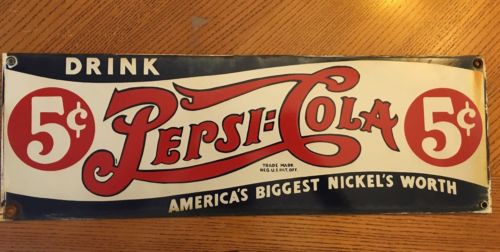 DRINK
5¢ PEPSI:COLA 5¢
TRADE MARK
REG. U.S. PAT. OFF.
AMERICA'S BIGGEST NICKEL'S WORTH